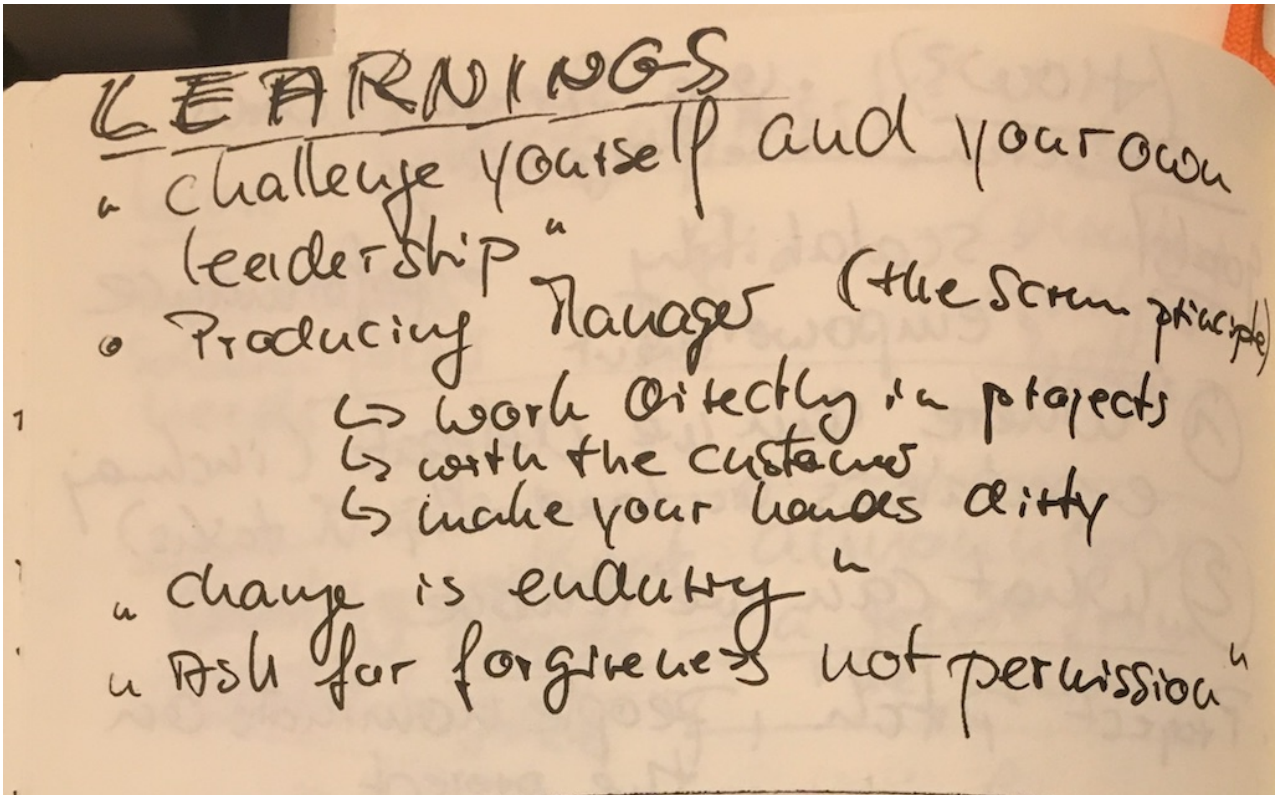 LEARNINGS
„ challenge yourself and your own
leadership "
• Producing Manager (the Scrum principle)
↳ work directly in projects
↳ with the customer
↳ make your hands dirty
„ change is enduring "
„ Ask for forgiveness not permission "